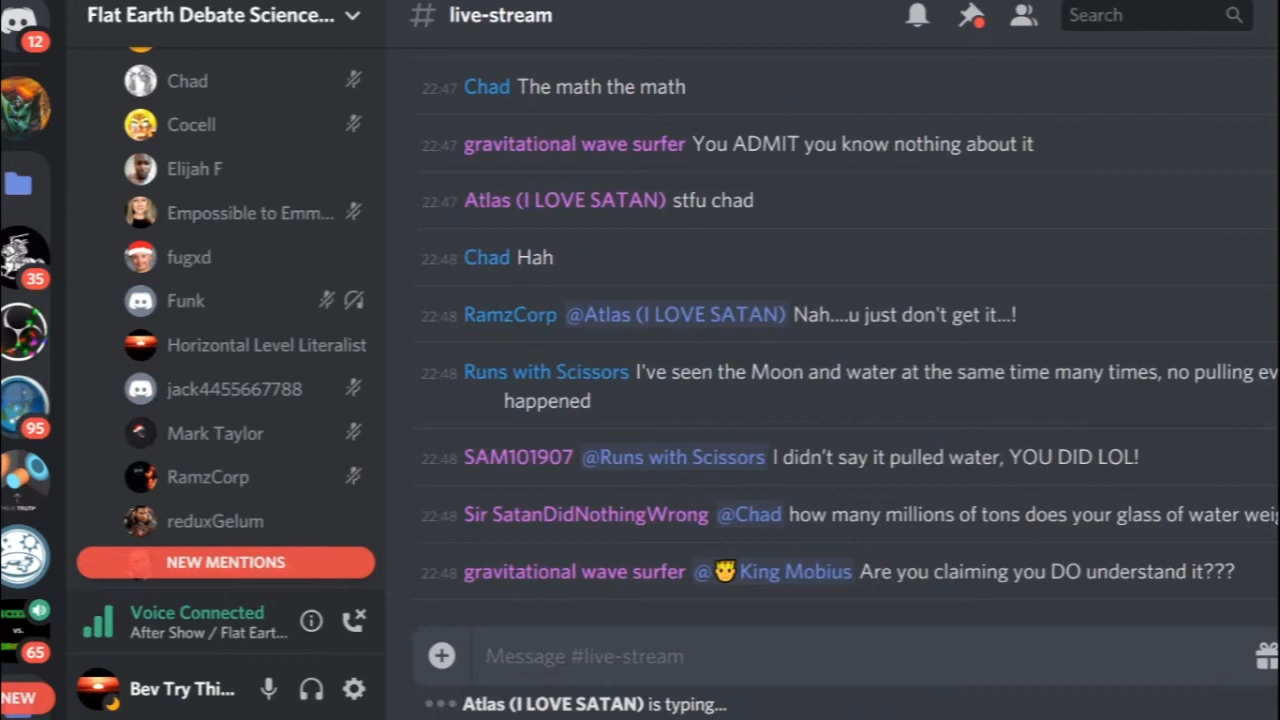 Flat Earth Debate Science...
# live-stream
Search
12
Chad
Cocell
Elijah F
Empossible to Emm...
fugxd
Funk
Horizontal Level Literalist
jack4455667788
Mark Taylor
RamzCorp
reduxGelum
NEW MENTIONS
35
95
65
NEW
VS.
Voice Connected
After Show / Flat Eart...
Bev Try Thi...
22:47 Chad The math the math
22:47 gravitational wave surfer You ADMIT you know nothing about it
22:47 Atlas (I LOVE SATAN) stfu chad
22:48 Chad Hah
22:48 RamzCorp @Atlas (I LOVE SATAN) Nah....u just don't get it...!
22:48 Runs with Scissors I've seen the Moon and water at the same time many times, no pulling ev
happened
22:48 SAM101907 @Runs with Scissors I didn't say it pulled water, YOU DID LOL!
22:48 Sir SatanDidNothingWrong @Chad how many millions of tons does your glass of water wei
22:48 gravitational wave surfer @🤴King Mobius Are you claiming you DO understand it???
Message #live-stream
Atlas (I LOVE SATAN) is typing...